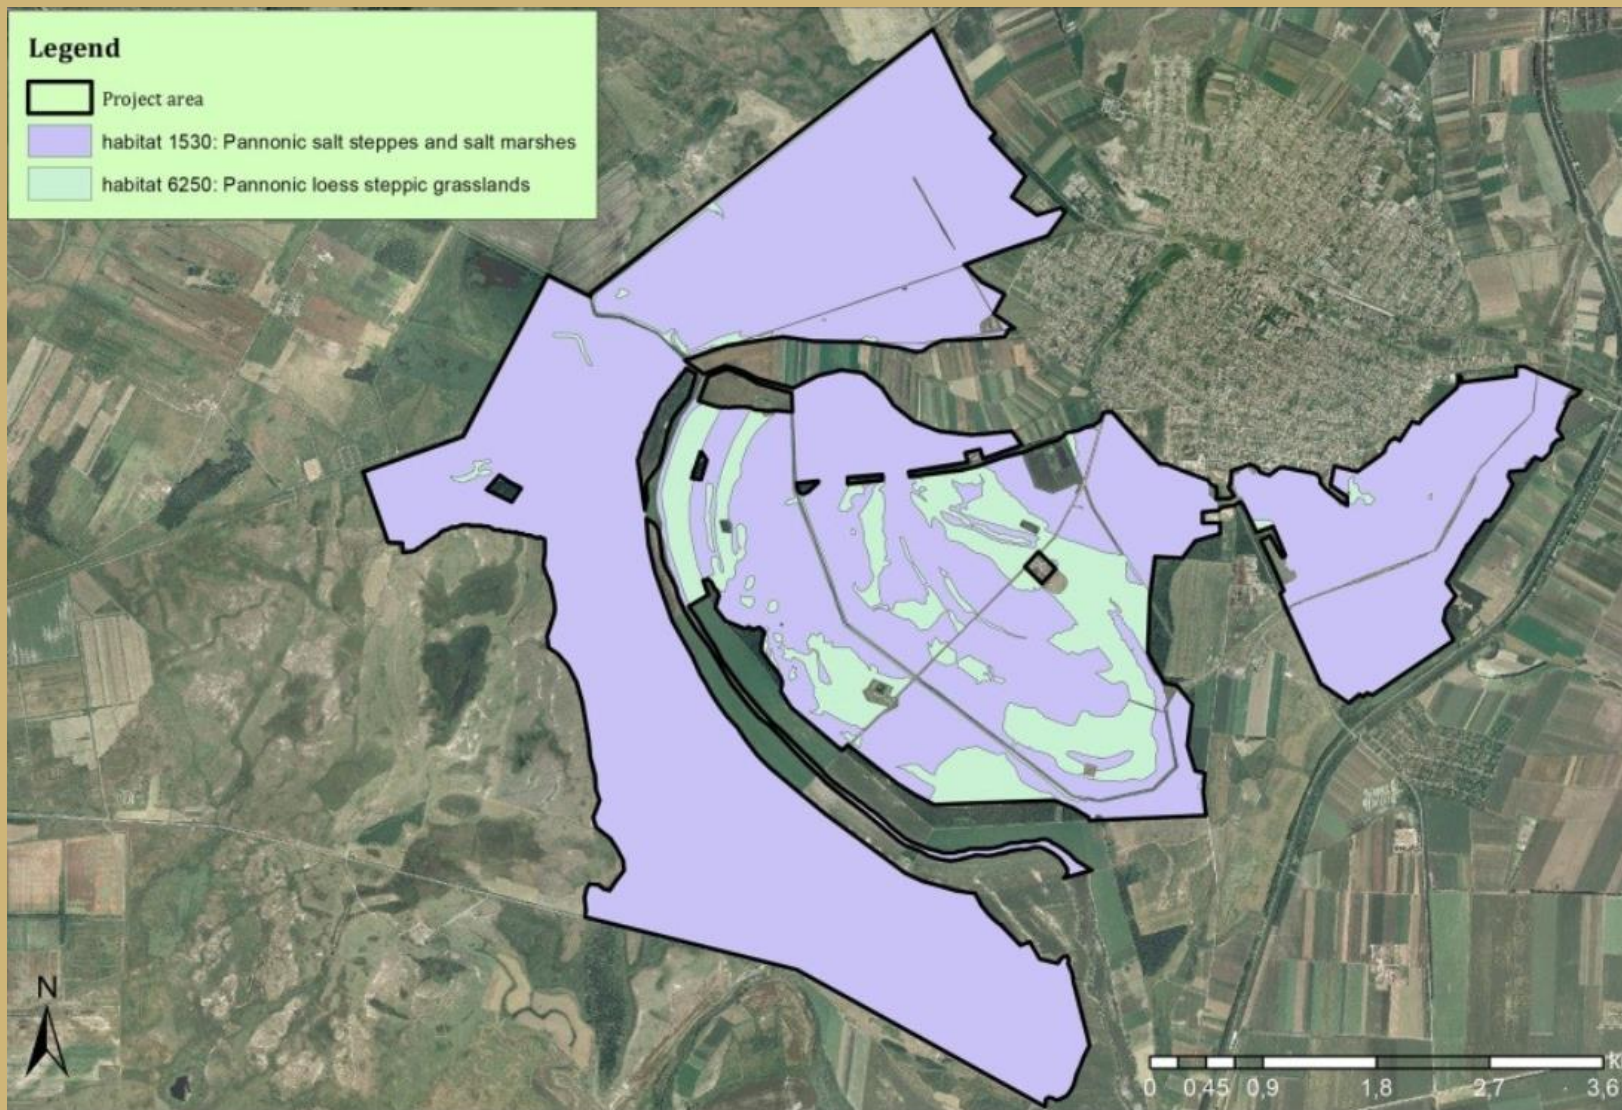 Legend
Project area
habitat 1530: Pannonic salt steppes and salt marshes
habitat 6250: Pannonic loess steppic grasslands
N
0 0.45 0,9 1,8 2,7 3,6